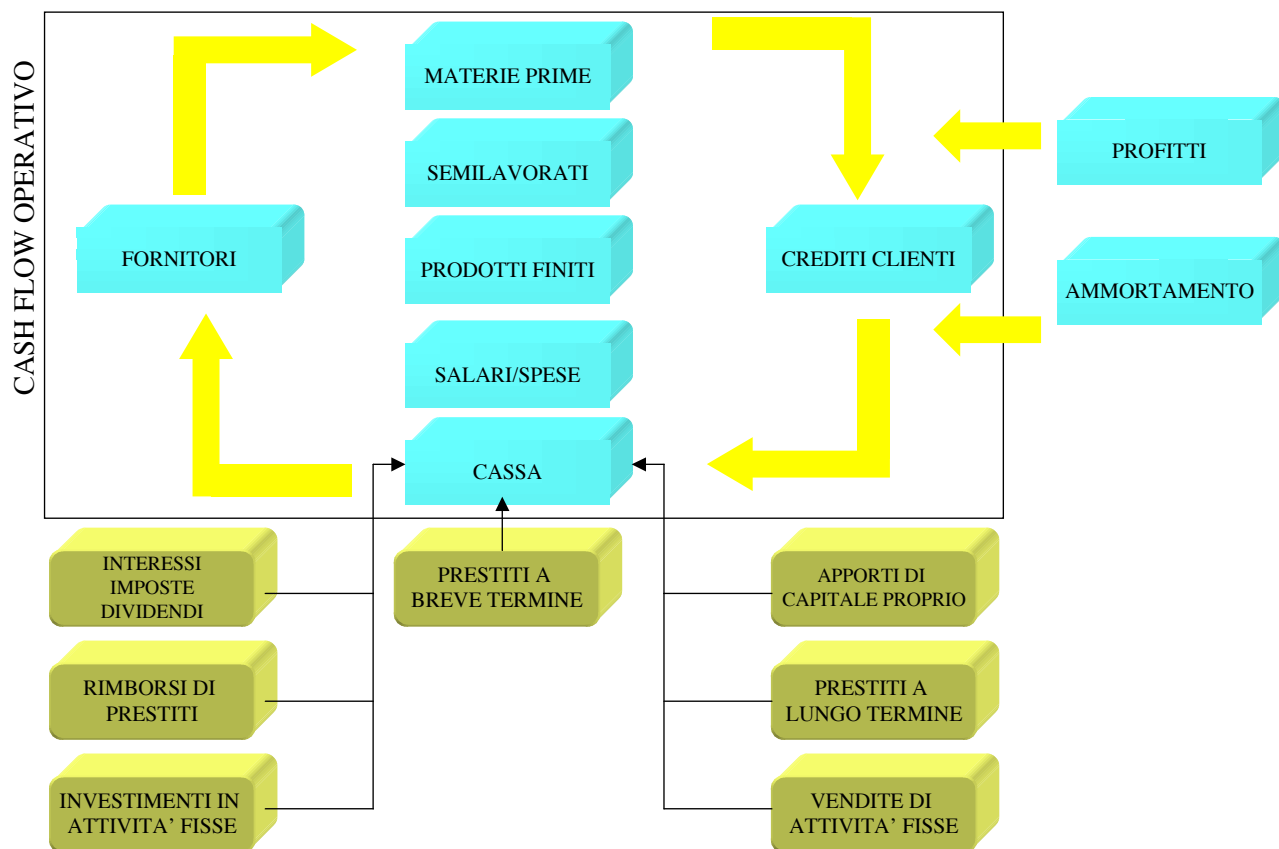 CASH FLOW OPERATIVO
MATERIE PRIME
SEMILAVORATI
PRODOTTI FINITI
SALARI/SPESE
CASSA
FORNITORI
CREDITI CLIENTI
PROFITTI
AMMORTAMENTO
INTERESSI
IMPOSTE
DIVIDENDI
RIMBORSI DI
PRESTITI
INVESTIMENTI IN
ATTIVITA’ FISSE
PRESTITI A
BREVE TERMINE
APPORTI DI
CAPITALE PROPRIO
PRESTITI A
LUNGO TERMINE
VENDITE DI
ATTIVITA’ FISSE